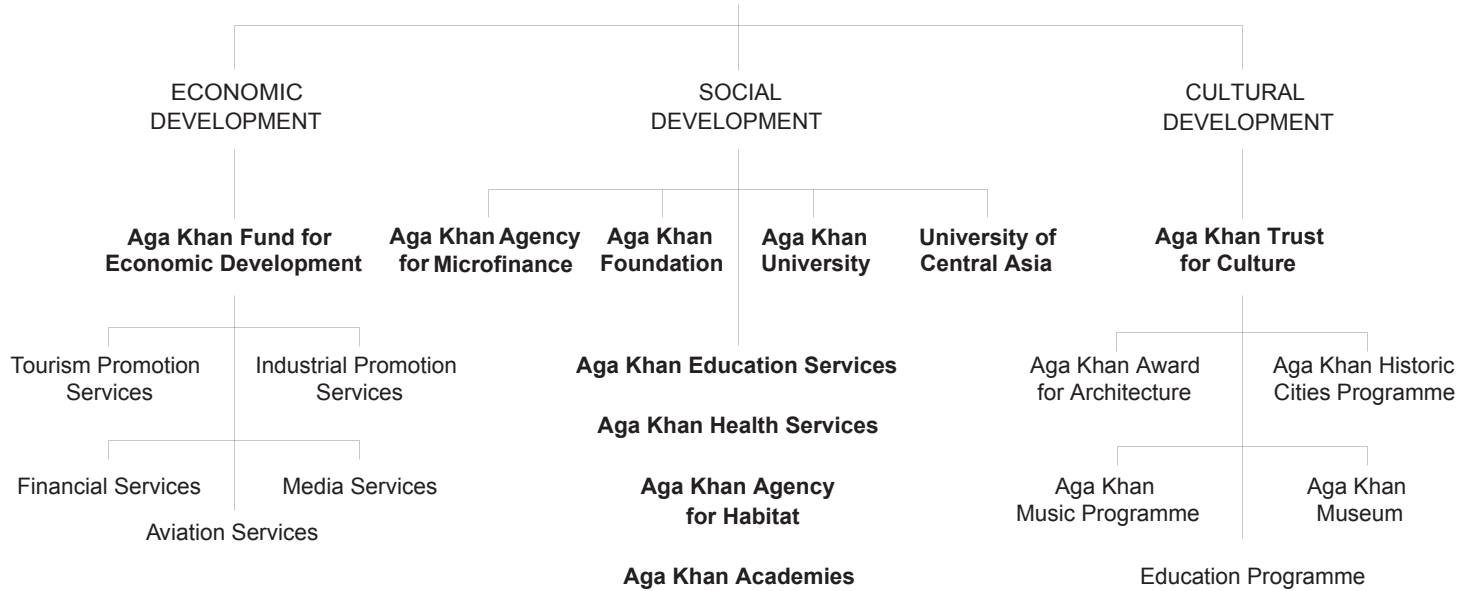 ECONOMIC
DEVELOPMENT
SOCIAL
DEVELOPMENT
CULTURAL
DEVELOPMENT
Aga Khan Fund for
Economic Development
Aga Khan Agency
for Microfinance
Aga Khan
Foundation
Aga Khan
University
University of
Central Asia
Aga Khan Trust
for Culture
Tourism Promotion
Services
Industrial Promotion
Services
Financial Services
Media Services
Aviation Services
Aga Khan Education Services
Aga Khan Health Services
Aga Khan Agency
for Habitat
Aga Khan Academies
Aga Khan Award
for Architecture
Aga Khan Historic
Cities Programme
Aga Khan
Music Programme
Aga Khan
Museum
Education Programme